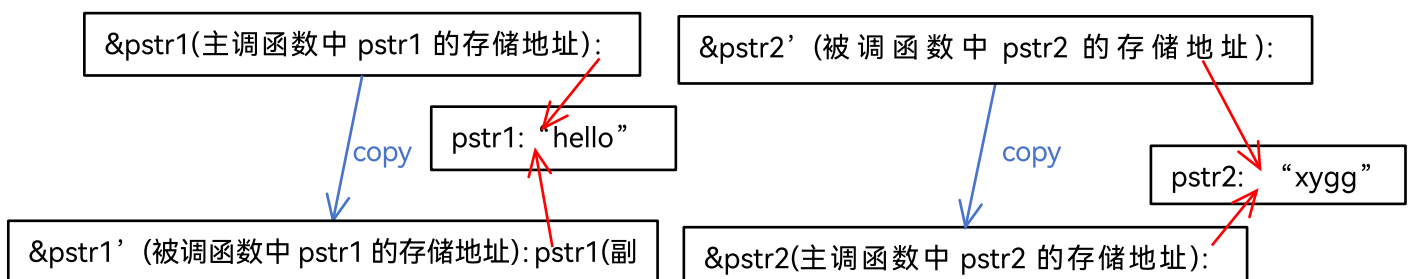 &pstr1(主调函数中 pstr1 的存储地址):
&pstr2’ (被调函数中 pstr2 的存储地址):
pstr1: “hello”
copy
copy
pstr2: “xygg”
&pstr1’ (被调函数中 pstr1 的存储地址): pstr1(副
&pstr2(主调函数中 pstr2 的存储地址):